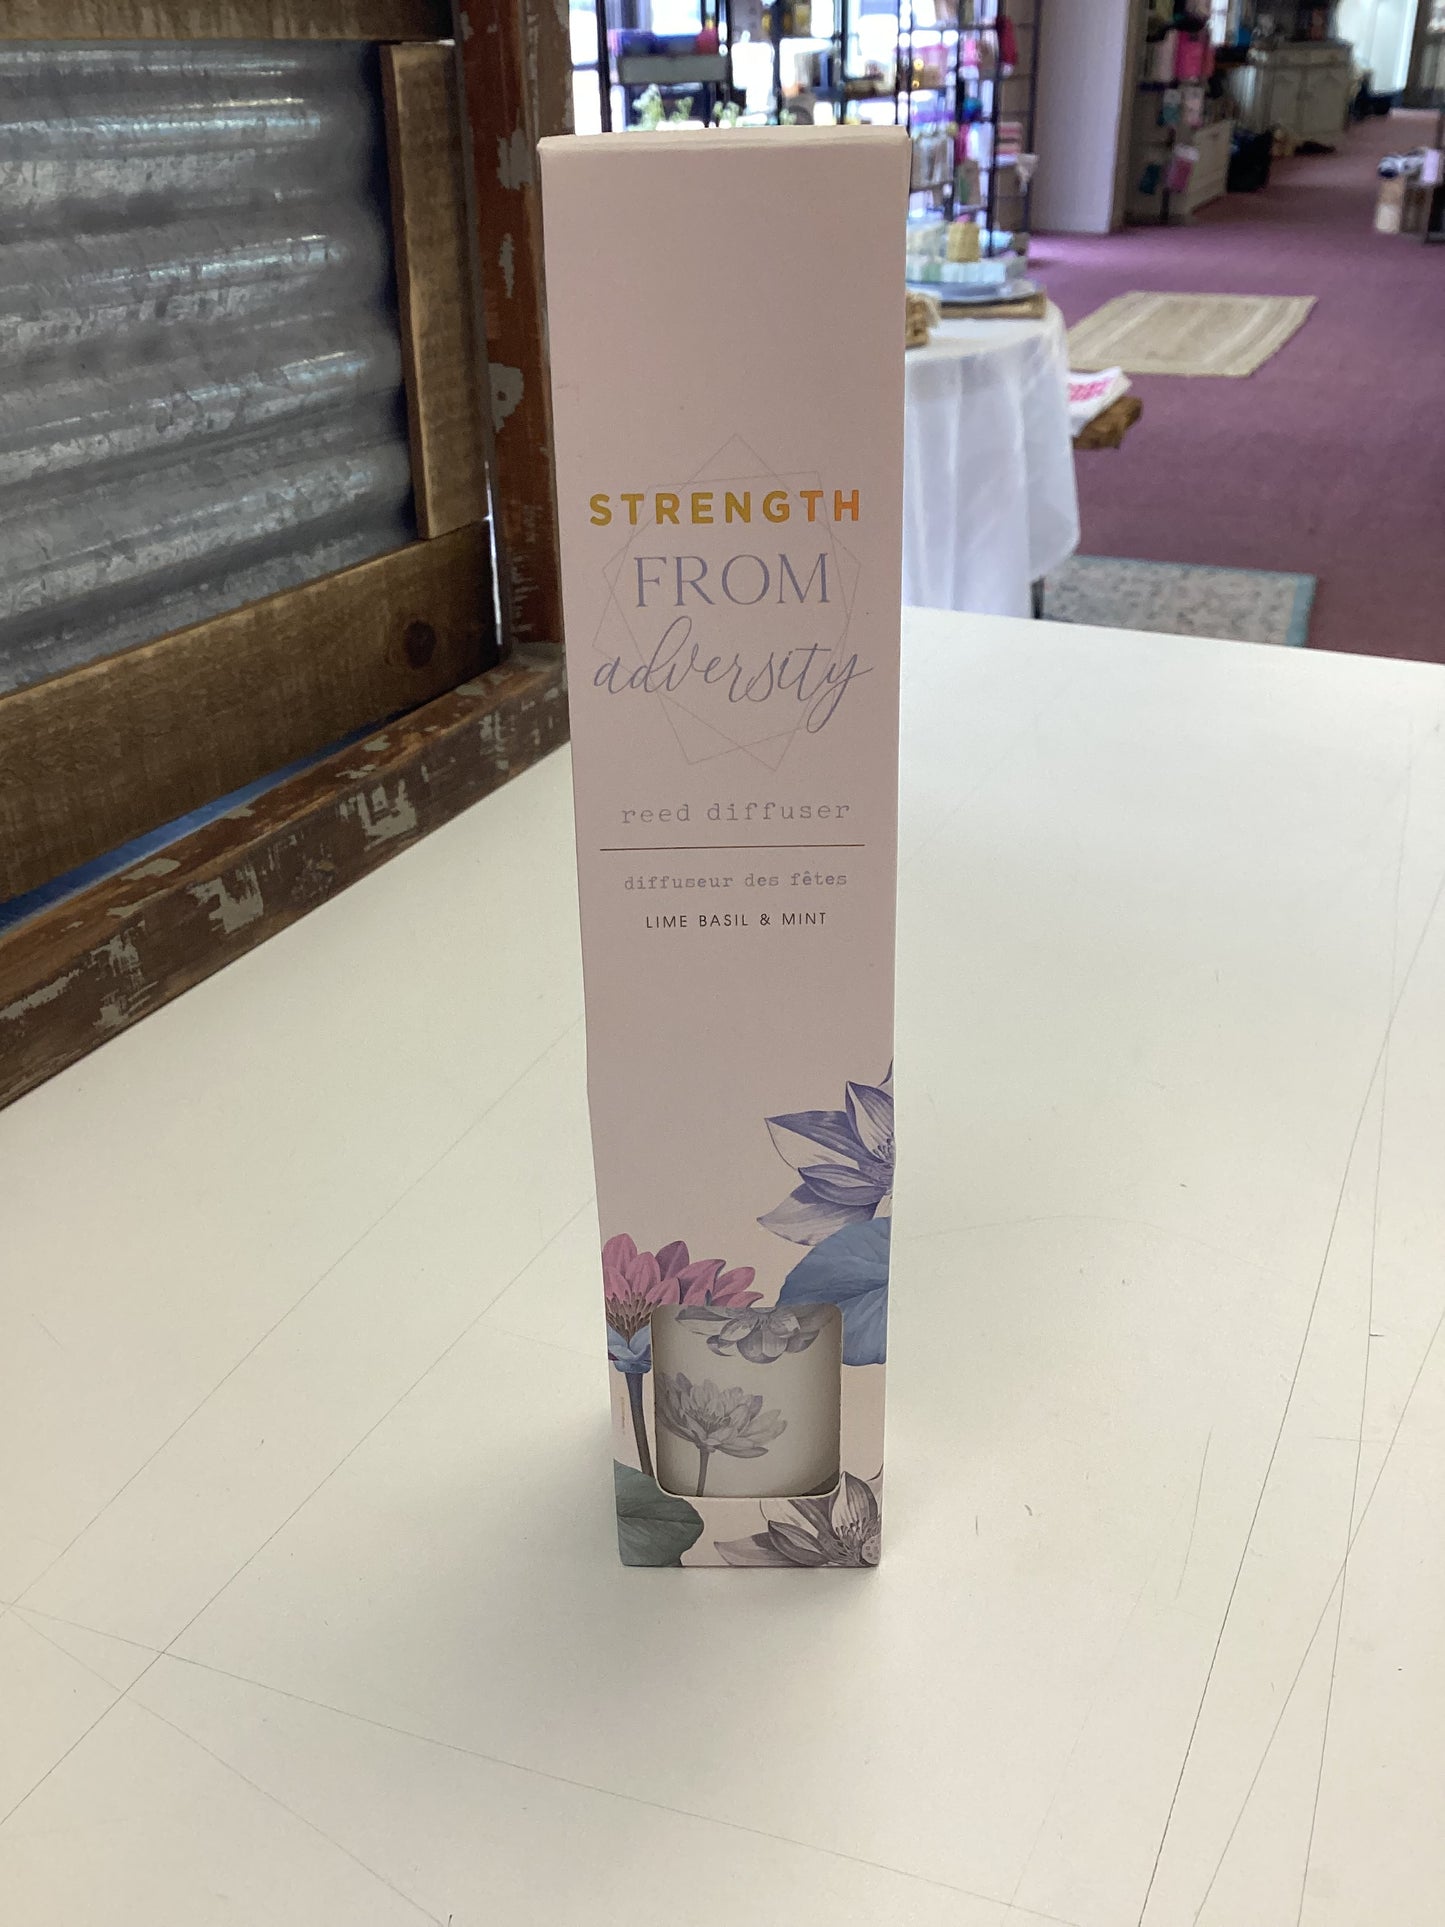 STRENGTH
FROM
adversity
reed diffuser
diffuseur des fêtes
LIME BASIL & MINT